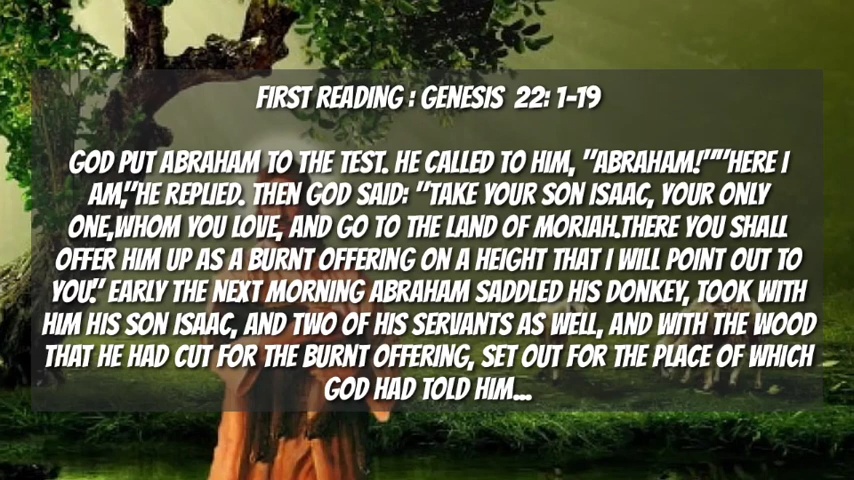 FIRST READING : GENESIS 22: 1-19
GOD PUT ABRAHAM TO THE TEST. HE CALLED TO HIM, "ABRAHAM!""HERE I
AM,"HE REPLIED. THEN GOD SAID: "TAKE YOUR SON ISAAC, YOUR ONLY
ONE,WHOM YOU LOVE, AND GO TO THE LAND OF MORIAH.THERE YOU SHALL
OFFER HIM UP AS A BURNT OFFERING ON A HEIGHT THAT I WILL POINT OUT TO
YOU." EARLY THE NEXT MORNING ABRAHAM SADDLED HIS DONKEY, TOOK WITH
HIM HIS SON ISAAC, AND TWO OF HIS SERVANTS AS WELL, AND WITH THE WOOD
THAT HE HAD CUT FOR THE BURNT OFFERING, SET OUT FOR THE PLACE OF WHICH
GOD HAD TOLD HIM...